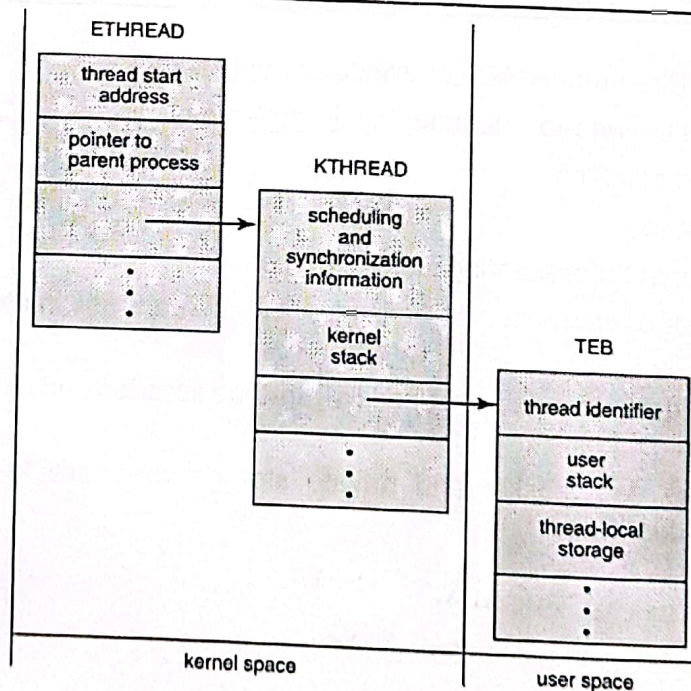 ETHREAD
thread start
address
pointer to
parent process
KTHREAD
scheduling
and
synchronization
information
kernel
stack
TEB
thread identifier
user
stack
thread-local
storage
kernel space
user space